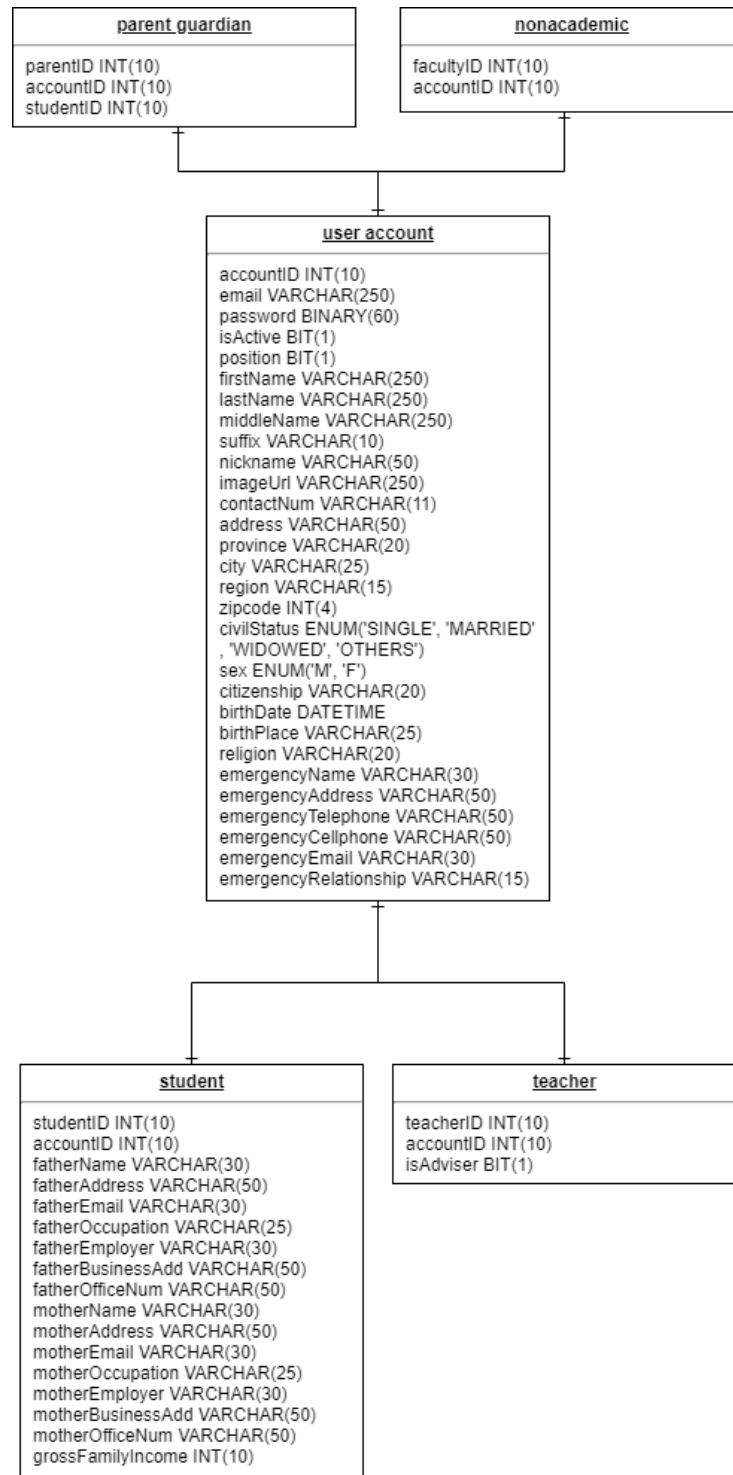 parent guardian
parentID INT(10)
accountID INT(10)
studentID INT(10)
nonacademic
facultyID INT(10)
accountID INT(10)
user account
accountID INT(10)
email VARCHAR(250)
password BINARY(60)
isActive BIT(1)
position BIT(1)
firstName VARCHAR(250)
lastName VARCHAR(250)
middleName VARCHAR(250)
suffix VARCHAR(10)
nickname VARCHAR(50)
imageUrl VARCHAR(250)
contactNum VARCHAR(11)
address VARCHAR(50)
province VARCHAR(20)
city VARCHAR(25)
region VARCHAR(15)
zipcode INT(4)
civilStatus ENUM('SINGLE', 'MARRIED'
, 'WIDOWED', 'OTHERS')
sex ENUM('M', 'F')
citizenship VARCHAR(20)
birthDate DATETIME
birthPlace VARCHAR(25)
religion VARCHAR(20)
emergencyName VARCHAR(30)
emergencyAddress VARCHAR(50)
emergencyTelephone VARCHAR(50)
emergencyCellphone VARCHAR(50)
emergencyEmail VARCHAR(30)
emergencyRelationship VARCHAR(15)
student
studentID INT(10)
accountID INT(10)
fatherName VARCHAR(30)
fatherAddress VARCHAR(50)
fatherEmail VARCHAR(30)
fatherOccupation VARCHAR(25)
fatherEmployer VARCHAR(30)
fatherBusinessAdd VARCHAR(50)
fatherOfficeNum VARCHAR(50)
motherName VARCHAR(30)
motherAddress VARCHAR(50)
motherEmail VARCHAR(30)
motherOccupation VARCHAR(25)
motherEmployer VARCHAR(30)
motherBusinessAdd VARCHAR(50)
motherOfficeNum VARCHAR(50)
grossFamilyIncome INT(10)
teacher
teacherID INT(10)
accountID INT(10)
isAdviser BIT(1)